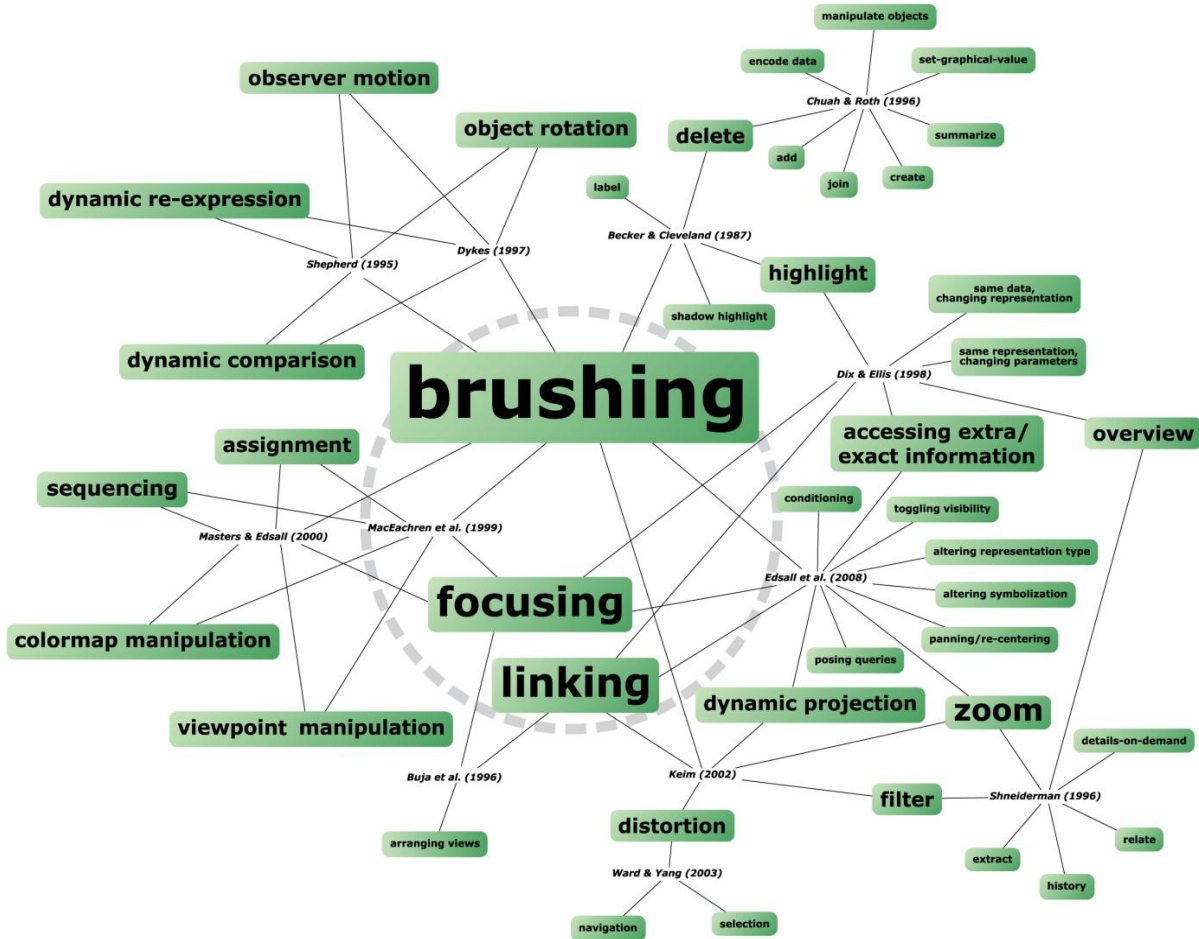 manipulate objects
encode data
set-graphical-value
observer motion
Chuah & Roth (1996)
object rotation
delete
summarize
add
join
create
label
dynamic re-expression
Becker & Cleveland (1987)
Dykes (1997)
Shepherd (1995)
highlight
same data,
changing representation
shadow highlight
dynamic comparison
same representation,
changing parameters
Dix & Ellis (1998)
brushing
assignment
accessing extra/
exact information
overview
sequencing
conditioning
toggling visibility
MacEachren et al. (1999)
Masters & Edsall (2000)
altering representation type
Edsall et al. (2008)
altering symbolization
focusing
colormap manipulation
panning/re-centering
posing queries
linking
dynamic projection
zoom
viewpoint manipulation
details-on-demand
Buja et al. (1996)
Keim (2002)
filter
Shneiderman (1996)
distortion
arranging views
relate
extract
history
Ward & Yang (2003)
navigation
selection